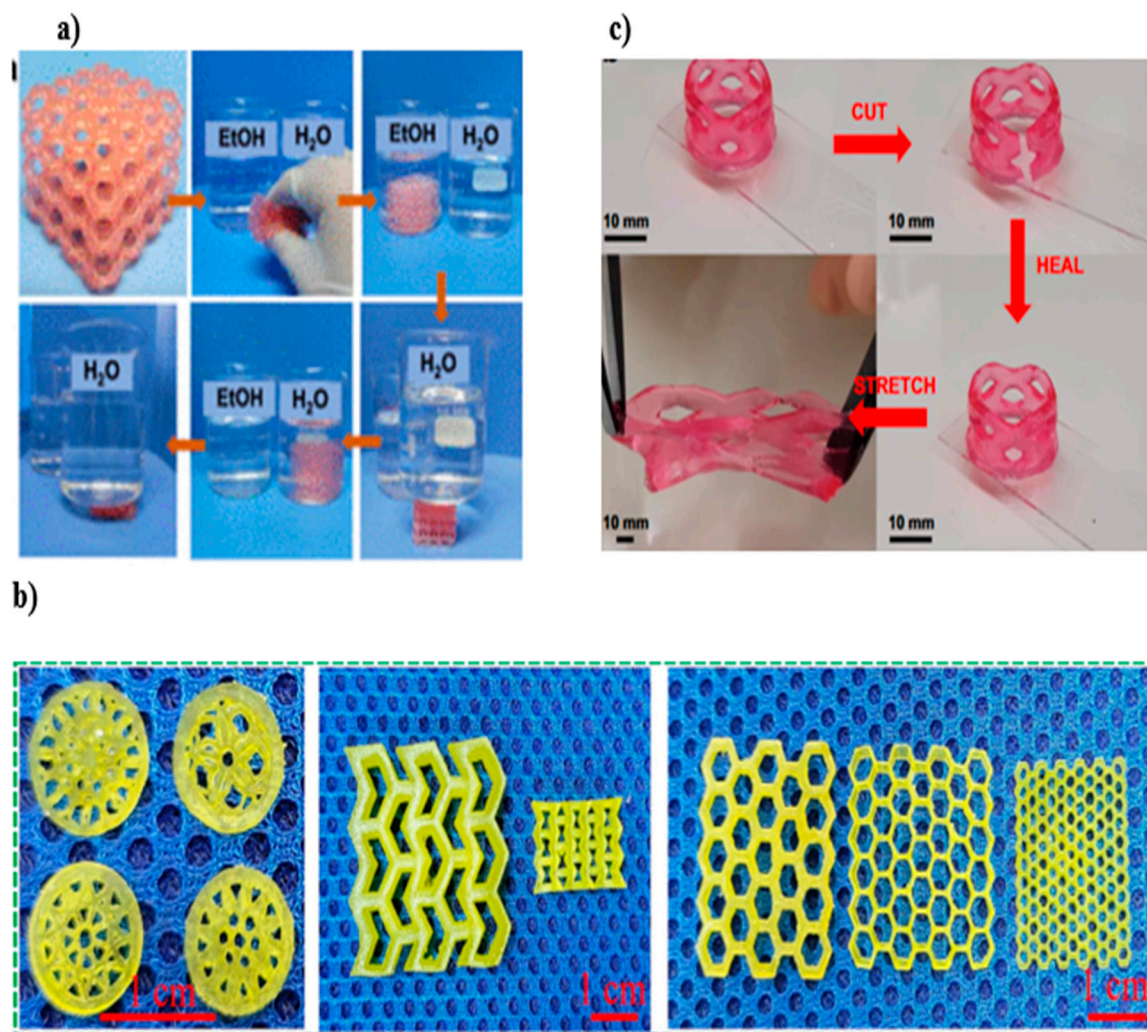 a)
EtOH
H₂O
EtOH
H₂O
H₂O
EtOH
H₂O
H₂O
c)
CUT
10 mm
10 mm
HEAL
STRETCH
10 mm
10 mm
b)
1 cm
1 cm
1 cm